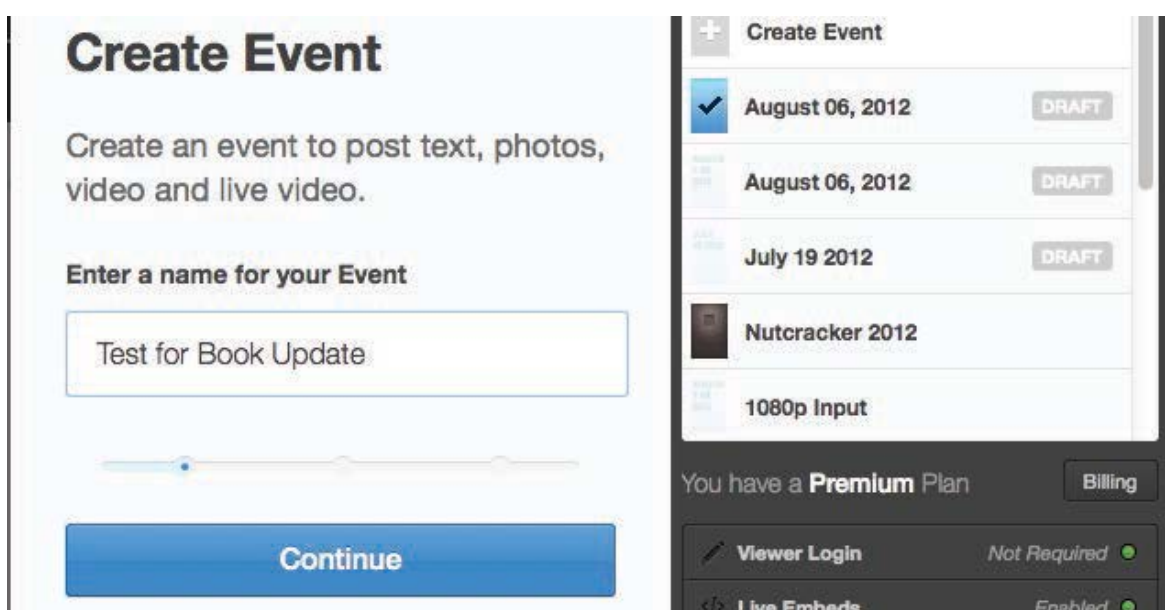 Create Event
Create an event to post text, photos,
video and live video.
Enter a name for your Event
Test for Book Update
Continue
Create Event
August 06, 2012 DRAFT
August 06, 2012 DRAFT
July 19 2012 DRAFT
Nutcracker 2012
1080p Input
You have a Premium Plan Billing
Viewer Login Not Required
Live Embeds Enabled